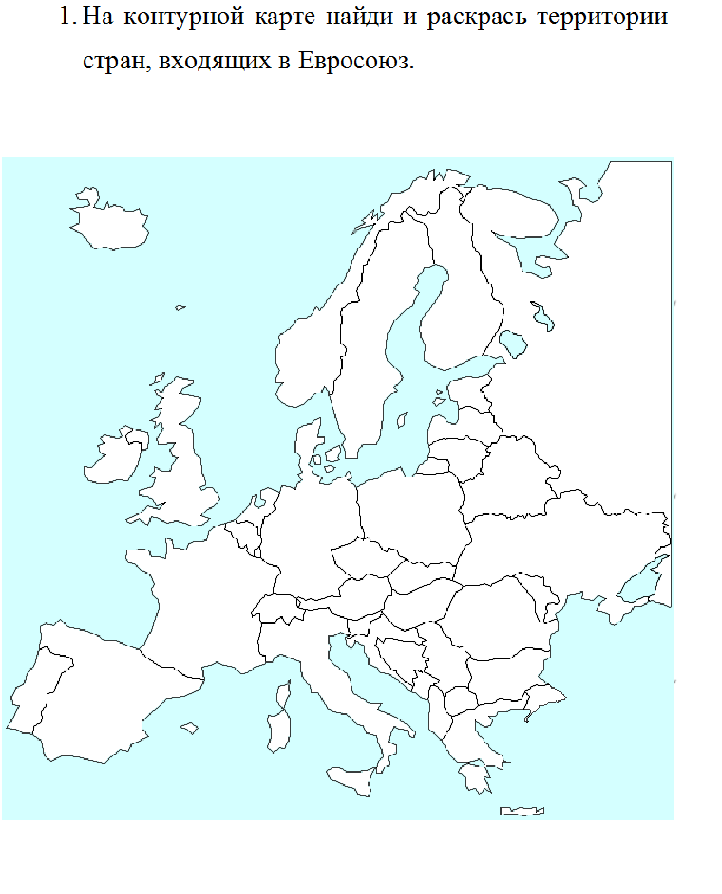 1. На контурной карте найди и раскрась территории
стран, входящих в Евросоюз.